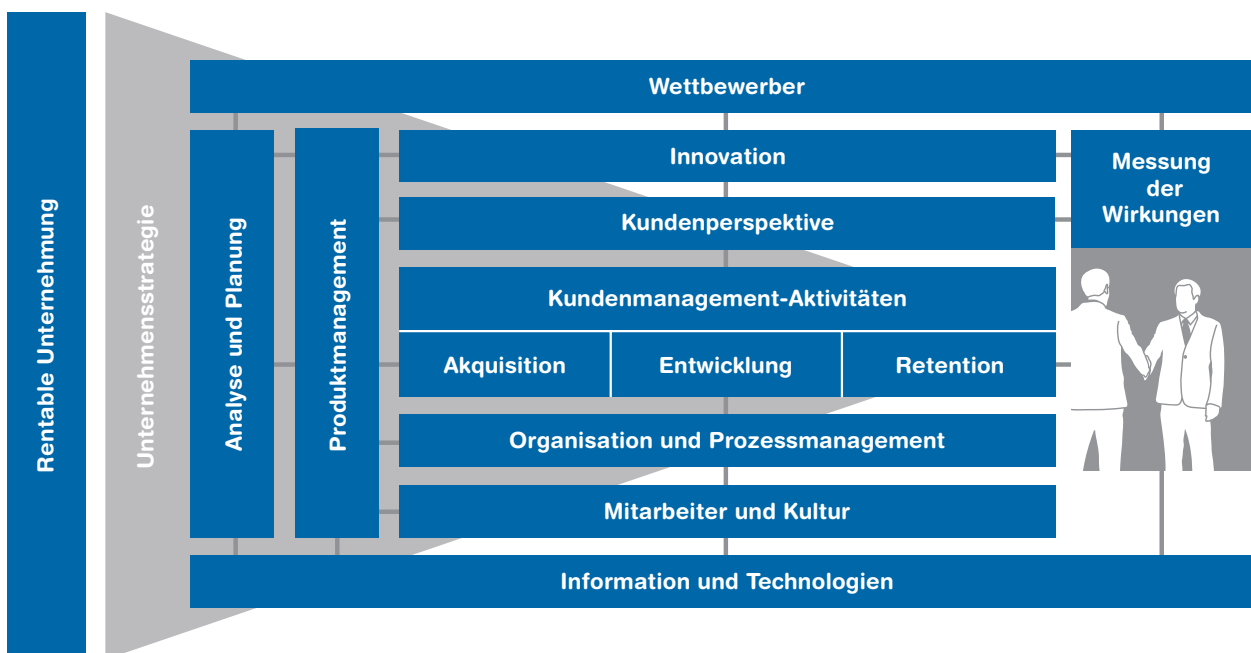 Rentable Unternehmung
Unternehmensstrategie
Wettbewerber
Analyse und Planung
Produktmanagement
Innovation
Kundenperspektive
Kundenmanagement-Aktivitäten
Akquisition
Entwicklung
Retention
Organisation und Prozessmanagement
Mitarbeiter und Kultur
Messung
der
Wirkungen
Information und Technologien